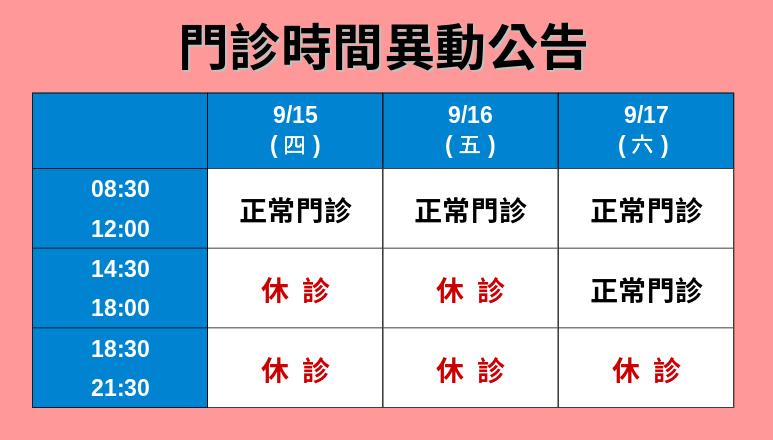 門診時間異動公告
9/15
(四)
9/16
(五)
9/17
(六)
08:30
12:00
正常門診
正常門診
正常門診
14:30
18:00
休 診
休 診
正常門診
18:30
21:30
休 診
休 診
休 診